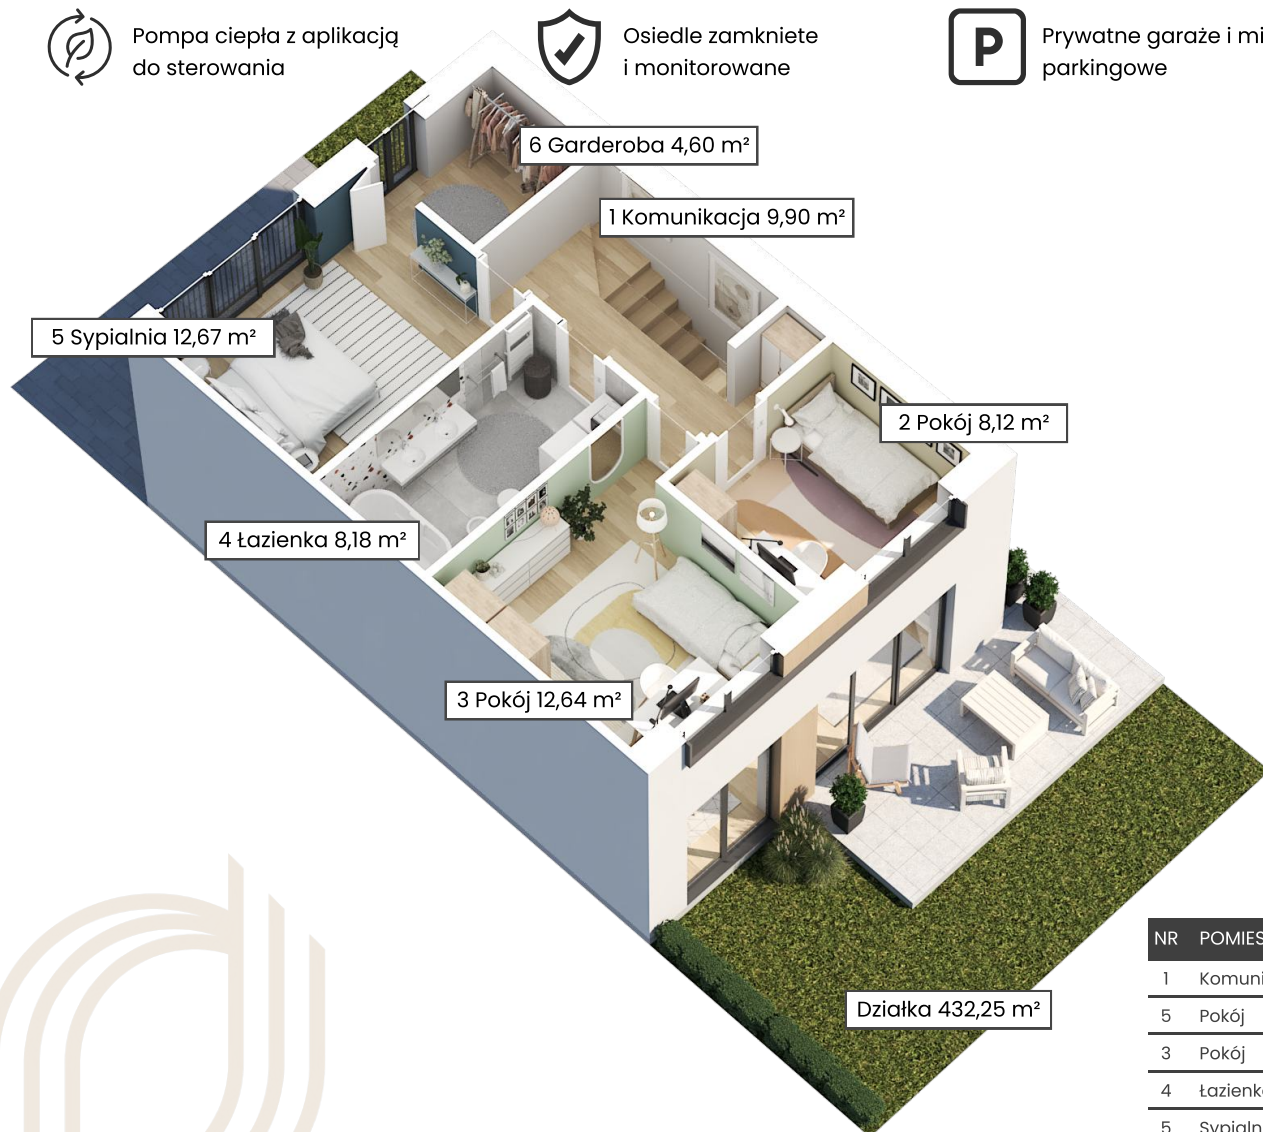 Pompa ciepła z aplikacją
do sterowania
Osiedle zamkniete
i monitorowane
P
Prywatne garaże i mi
parkingowe
6 Garderoba 4,60 m²
1 Komunikacja 9,90 m²
5 Sypialnia 12,67 m²
2 Pokój 8,12 m²
4 Łazienka 8,18 m²
3 Pokój 12,64 m²
Działka 432,25 m²
NR POMIES
1 Komuni
5 Pokój
3 Pokój
4 Łazienk
5 Sypialn